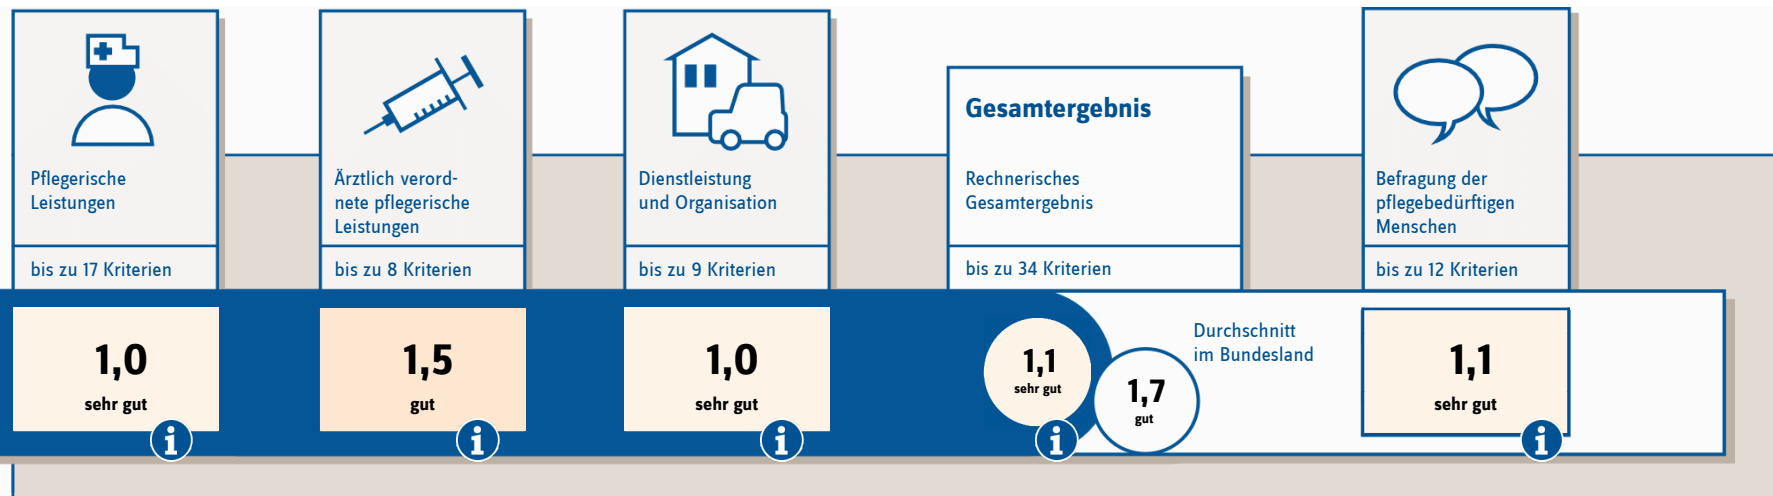 Pflegerische
Leistungen
bis zu 17 Kriterien
1,0
sehr gut
Ärztlich verord-
nete pflegerische
Leistungen
bis zu 8 Kriterien
1,5
gut
Dienstleistung
und Organisation
bis zu 9 Kriterien
1,0
sehr gut
Gesamtergebnis
Rechnerisches
Gesamtergebnis
bis zu 34 Kriterien
1,1
sehr gut
1,7
gut
Durchschnitt
im Bundesland
Befragung der
pflegebedürftigen
Menschen
bis zu 12 Kriterien
1,1
sehr gut